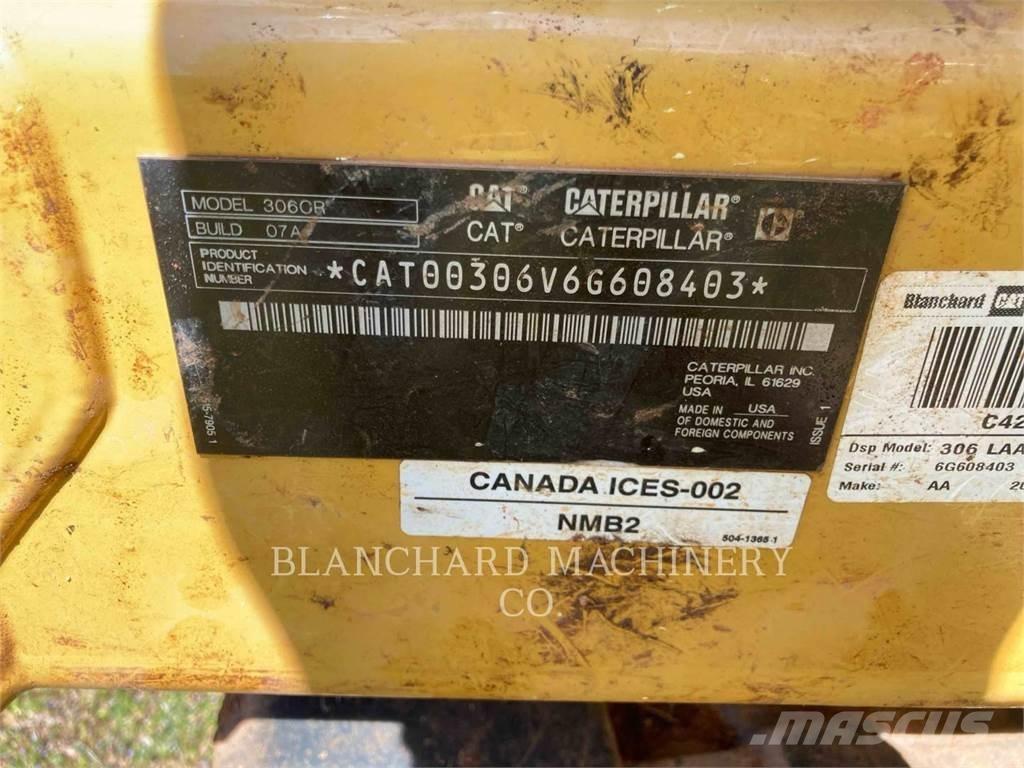 MODEL 306CR
BUILD 07A
CAT® CATERPILLAR®
CAT® CATERPILLAR®
PRODUCT
IDENTIFICATION
NUMBER
*CAT00306V6G608403*
CATERPILLAR INC.
PEORIA, IL 61629
USA
MADE IN USA
OF DOMESTIC AND
FOREIGN COMPONENTS
ISSUE 1
CANADA ICES-002
NMB2
504-1365 1
Blanchard CAT
C42
Dsp Model: 306 LAA
Serial #: 6G608403
Make: AA 20
BLANCHARD MACHINERY
CO.
MASCUS